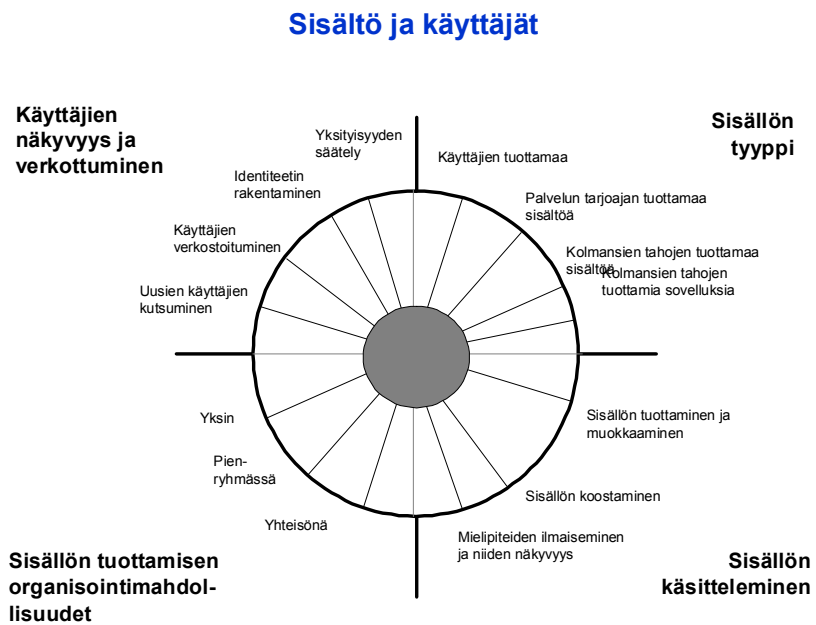 Sisältö ja käyttäjät
Käyttäjien
näkyvyys ja
verkottuminen
Yksityisyyden
säätely
Identiteetin
rakentaminen
Käyttäjien
verkostoituminen
Uusien käyttäjien
kutsuminen
Sisällön
tyyppi
Käyttäjien tuottamaa
Palvelun tarjoajan tuottamaa
sisältöä
Kolmansien tahojen tuottamaa
sisältöä
Kolmansien tahojen
tuottamia sovelluksia
Yksin
Pien-
ryhmässä
Yhteisönä
Sisällön tuottamisen
organisointimahdol-
lisuudet
Sisällön tuottaminen ja
muokkaaminen
Sisällön koostaminen
Mielipiteiden ilmaiseminen
ja niiden näkyvyys
Sisällön
käsitteleminen